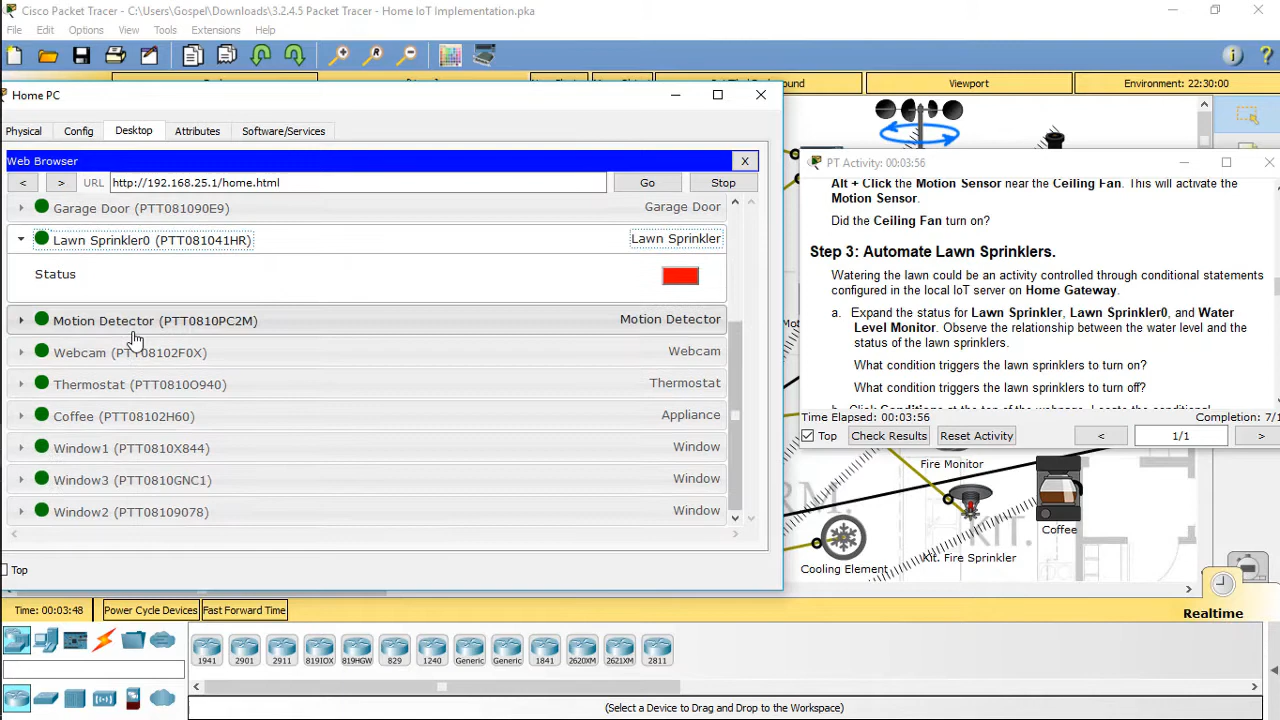 Cisco Packet Tracer - C:\Users\Gospel\Downloads\3.2.4.5 Packet Tracer - Home IoT Implementation.pka
File Edit Options View Tools Extensions Help
Viewport
Environment: 22:30:00
Home PC
Physical Config Desktop Attributes Software/Services
Web Browser X
< > URL http://192.168.25.1/home.html Go Stop
Garage Door (PTT081090E9) Garage Door
Lawn Sprinkler0 (PTT081041HR) Lawn Sprinkler
Status
Motion Detector (PTT0810PC2M) Motion Detector
Webcam (PTT08102F0X) Webcam
Thermostat (PTT0810O940) Thermostat
Coffee (PTT08102H60) Appliance
Window1 (PTT0810X844) Window
Window3 (PTT0810GNC1) Window
Window2 (PTT08109078) Window
Top
PT Activity: 00:03:56
Alt + Click the Motion Sensor near the Ceiling Fan. This will activate the
Motion Sensor.
Did the Ceiling Fan turn on?
Step 3: Automate Lawn Sprinklers.
Watering the lawn could be an activity controlled through conditional statements
configured in the local IoT server on Home Gateway.
a. Expand the status for Lawn Sprinkler, Lawn Sprinkler0, and Water
Level Monitor. Observe the relationship between the water level and the
status of the lawn sprinklers.
What condition triggers the lawn sprinklers to turn on?
What condition triggers the lawn sprinklers to turn off?
Time Elapsed: 00:03:56 Completion: 7/1
Top Check Results Reset Activity < 1/1 >
Mot
Fire Monitor
RM.
KIT.
Coffee
Kit. Fire Sprinkler
Cooling Element
Time: 00:03:48 Power Cycle Devices Fast Forward Time
Realtime
1941 2901 2911 819IOX 819HGW 829 1240 Generic Generic 1841 2620XM 2621XM 2811
(Select a Device to Drag and Drop to the Workspace)